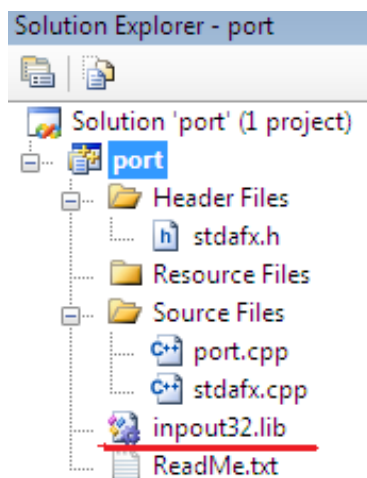 Solution Explorer - port
Solution 'port' (1 project)
port
Header Files
stdafx.h
Resource Files
Source Files
port.cpp
stdafx.cpp
inpout32.lib
ReadMe.txt